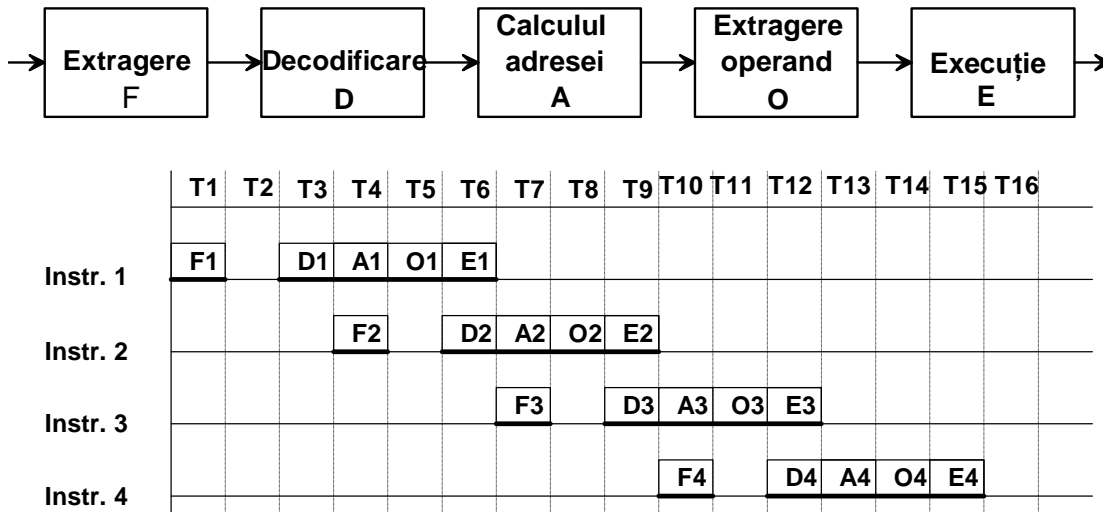 Extragere
F
Decodificare
D
Calculul
adresei
A
Extragere
operand
O
Execuție
E
T1 T2 T3 T4 T5 T6 T7 T8 T9 T10 T11 T12 T13 T14 T15 T16
Instr. 1 F1 D1 A1 O1 E1
Instr. 2 F2 D2 A2 O2 E2
Instr. 3 F3 D3 A3 O3 E3
Instr. 4 F4 D4 A4 O4 E4